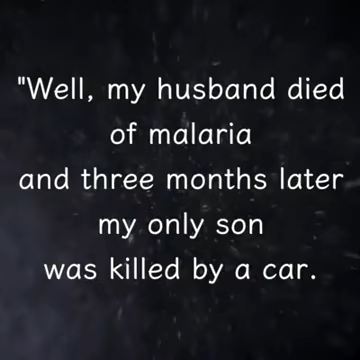 "Well, my husband died
of malaria
and three months later
my only son
was killed by a car.